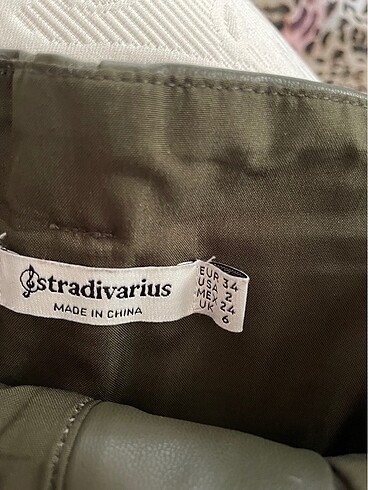 stradivarius
MADE IN CHINA
EUR 34
USA 2
MEX 24
UK 6